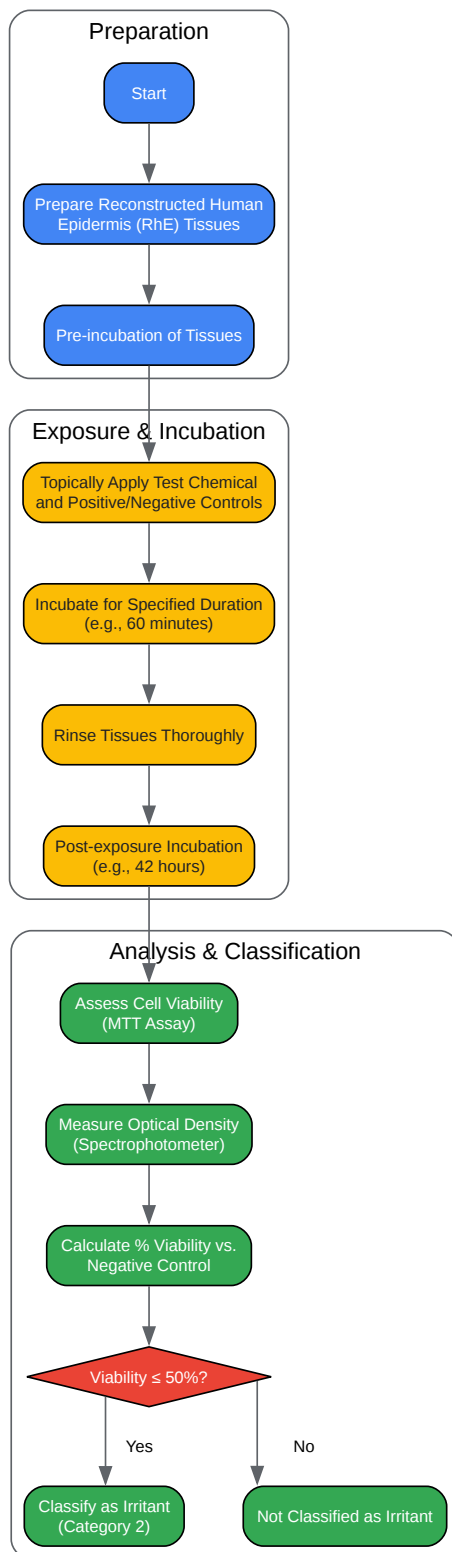 Preparation
Start
Prepare Reconstructed Human
Epidermis (RhE) Tissues
Pre-incubation of Tissues
Exposure & Incubation
Topically Apply Test Chemical
and Positive/Negative Controls
Incubate for Specified Duration
(e.g., 60 minutes)
Rinse Tissues Thoroughly
Post-exposure Incubation
(e.g., 42 hours)
Analysis & Classification
Assess Cell Viability
(MTT Assay)
Measure Optical Density
(Spectrophotometer)
Calculate % Viability vs.
Negative Control
Viability ≤ 50%?
Yes
No
Classify as Irritant
(Category 2)
Not Classified as Irritant